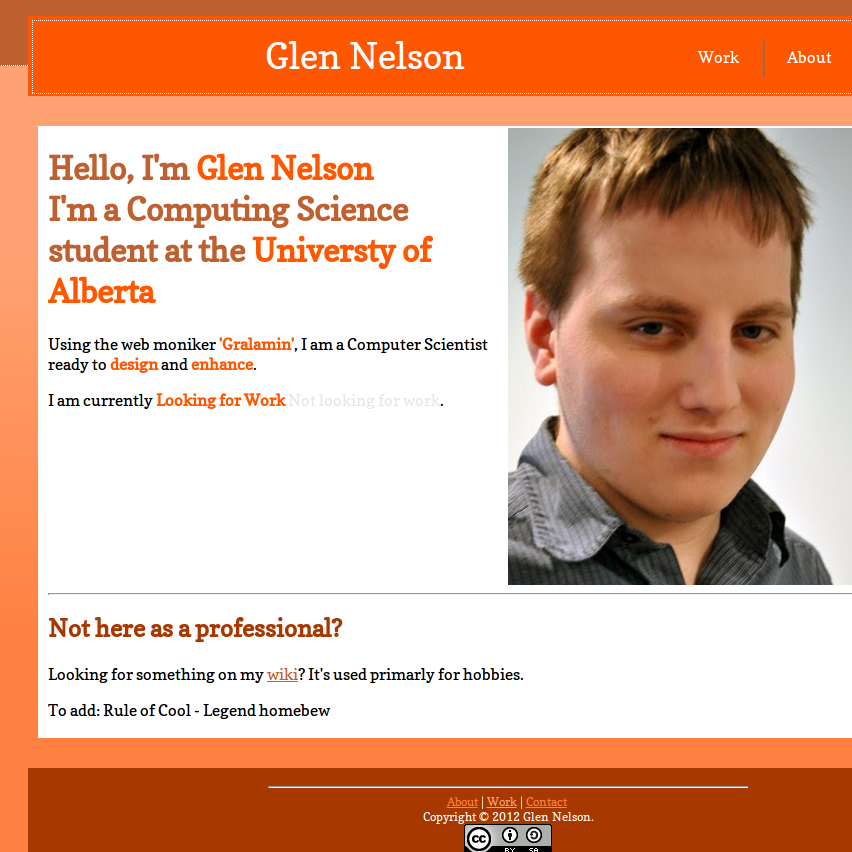 Glen Nelson
Work
About
Hello, I'm Glen Nelson
I'm a Computing Science
student at the Universty of
Alberta
Using the web moniker 'Gralamin', I am a Computer Scientist
ready to design and enhance.
I am currently Looking for Work Not looking for work.
Not here as a professional?
Looking for something on my wiki? It's used primarly for hobbies.
To add: Rule of Cool - Legend homebew
About | Work | Contact
Copyright © 2012 Glen Nelson.
cc
BY SA